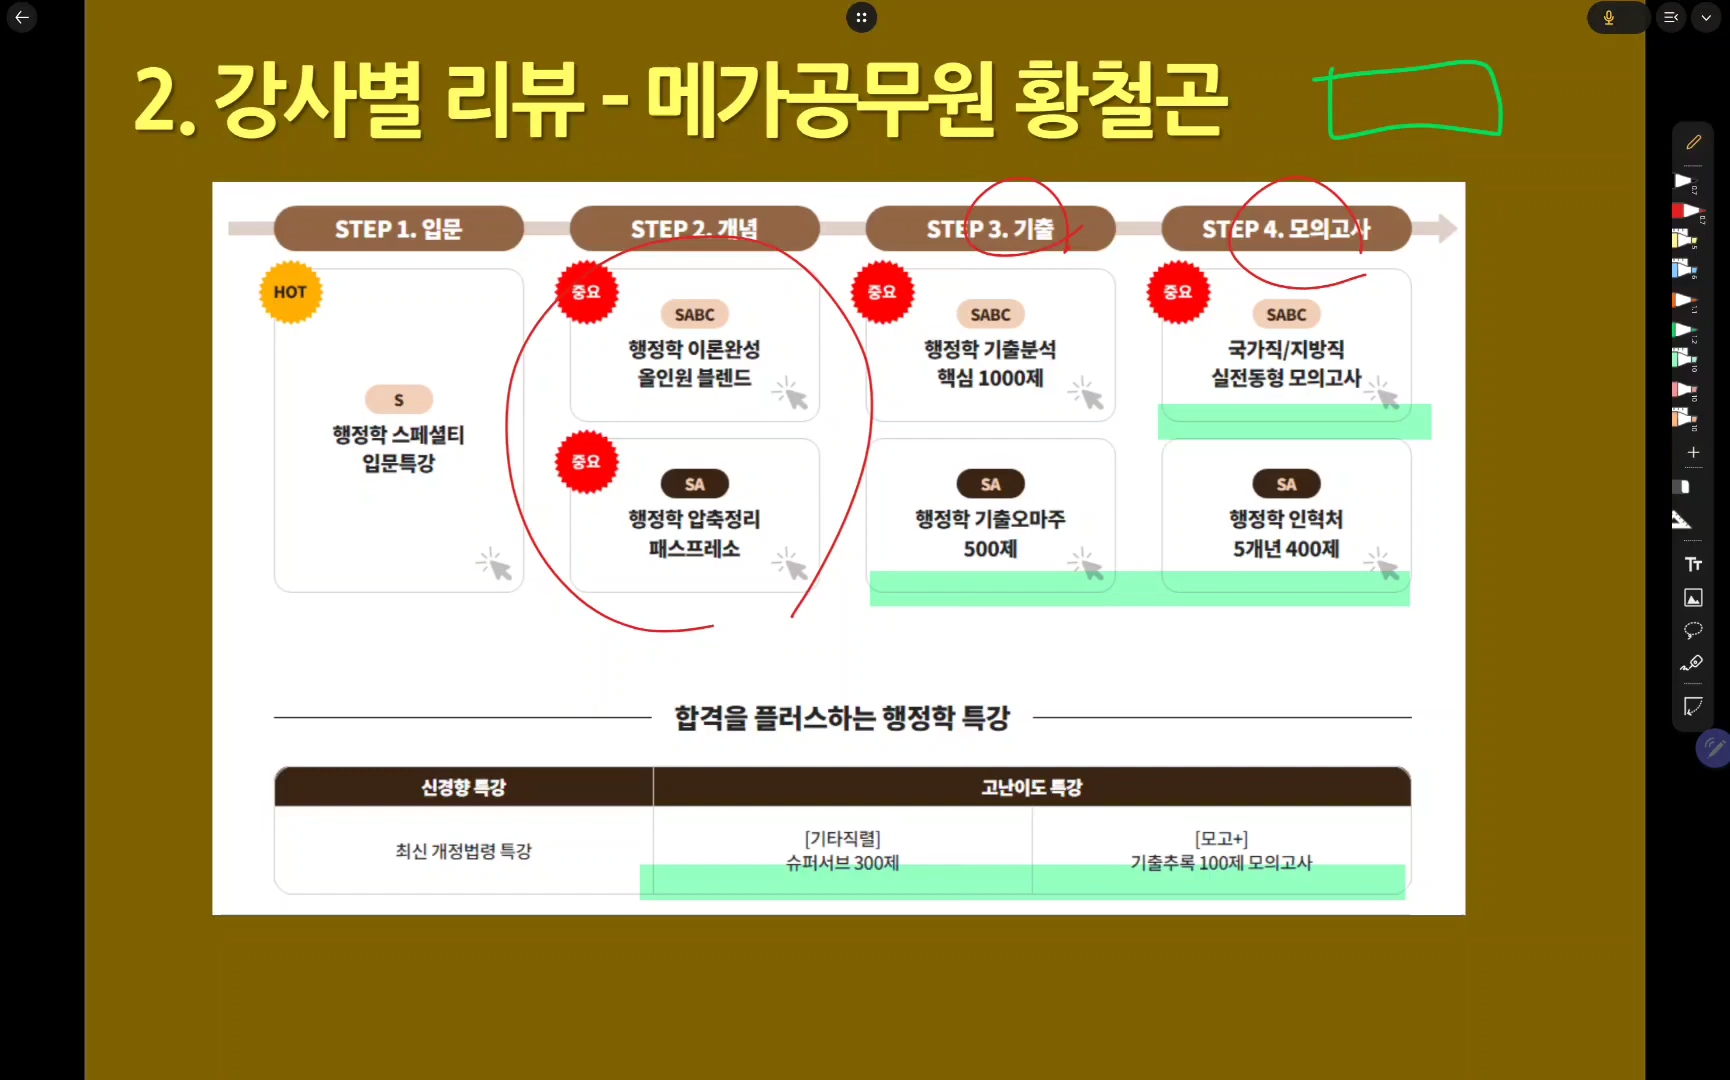 2. 강사별 리뷰 - 메가공무원 황철곤
STEP 1. 입문
STEP 2. 개념
STEP 3. 기출
STEP 4. 모의고사
HOT
S
행정학 스페셜티
입문특강
중요
SABC
행정학 이론완성
올인원 블렌드
중요
SA
행정학 압축정리
패스프레소
중요
SABC
행정학 기출분석
핵심 1000제
SA
행정학 기출오마주
500제
중요
SABC
국가직/지방직
실전동형 모의고사
SA
행정학 인혁처
5개년 400제
합격을 플러스하는 행정학 특강
신경향 특강
고난이도 특강
최신 개정법령 특강
[기타직렬]
슈퍼서브 300제
[모고+]
기출추록 100제 모의고사
Tт